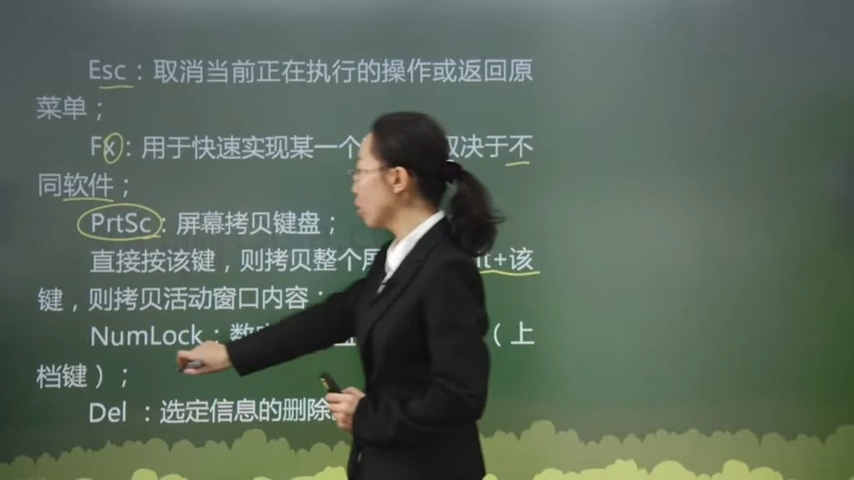 Esc：取消当前正在执行的操作或返回原
菜单；
Fx：用于快速实现某一个 取决于不
同软件；
PrtSc：屏幕拷贝键盘；
直接按该键，则拷贝整个 +该
键，则拷贝活动窗口内容；
NumLock： （上
档键）；
Del ：选定信息的删除